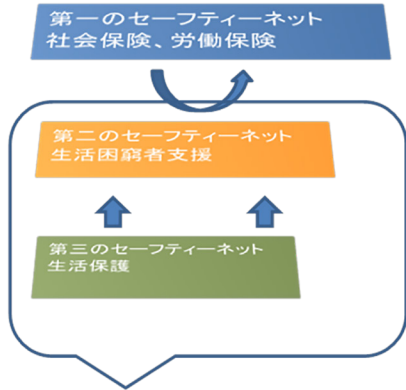 第一のセーフティーネット
社会保険、労働保険
第二のセーフティーネット
生活困窮者支援
第三のセーフティーネット
生活保護